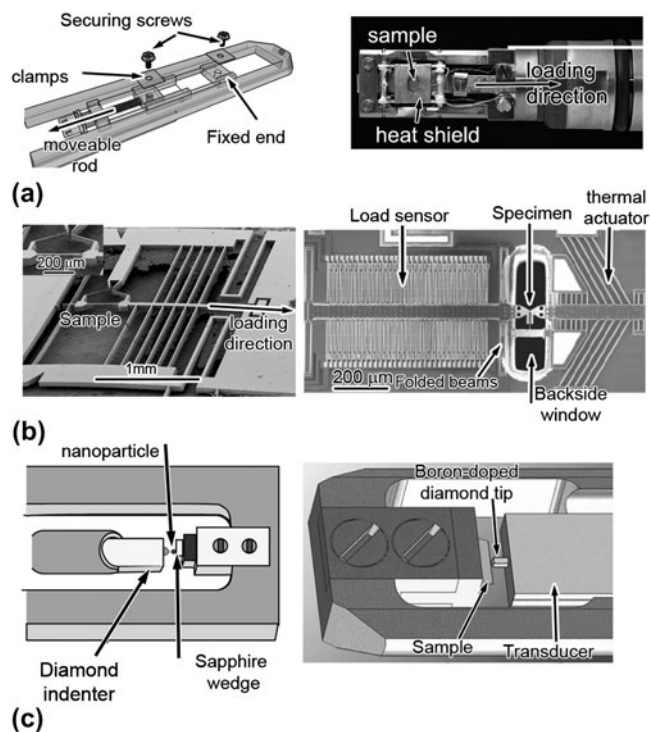 Securing screws
clamps
Fixed end
moveable
rod
sample
loading
direction
heat shield
(a)
200 μm
Sample
loading
direction
1mm
Load sensor
Specimen
thermal
actuator
200 μm
Folded beams
Backside
window
(b)
nanoparticle
Diamond
indenter
Sapphire
wedge
Boron-doped
diamond tip
Sample
Transducer
(c)